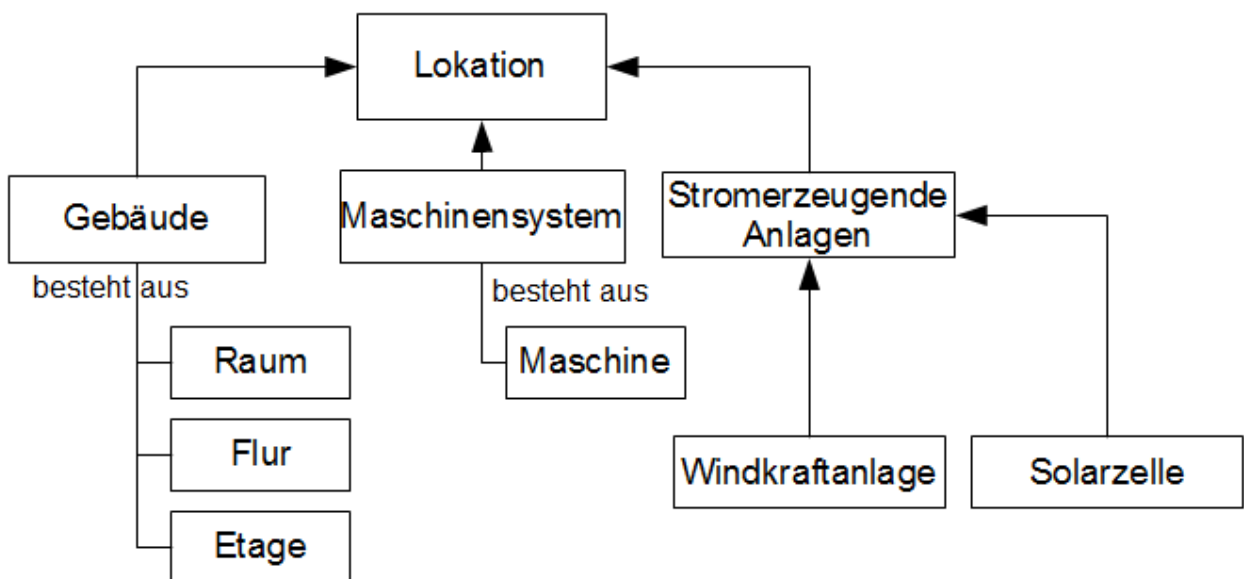 Lokation
Gebäude
Maschinensystem
Stromerzeugende
Anlagen
besteht aus
besteht aus
Raum
Maschine
Flur
Windkraftanlage
Solarzelle
Etage